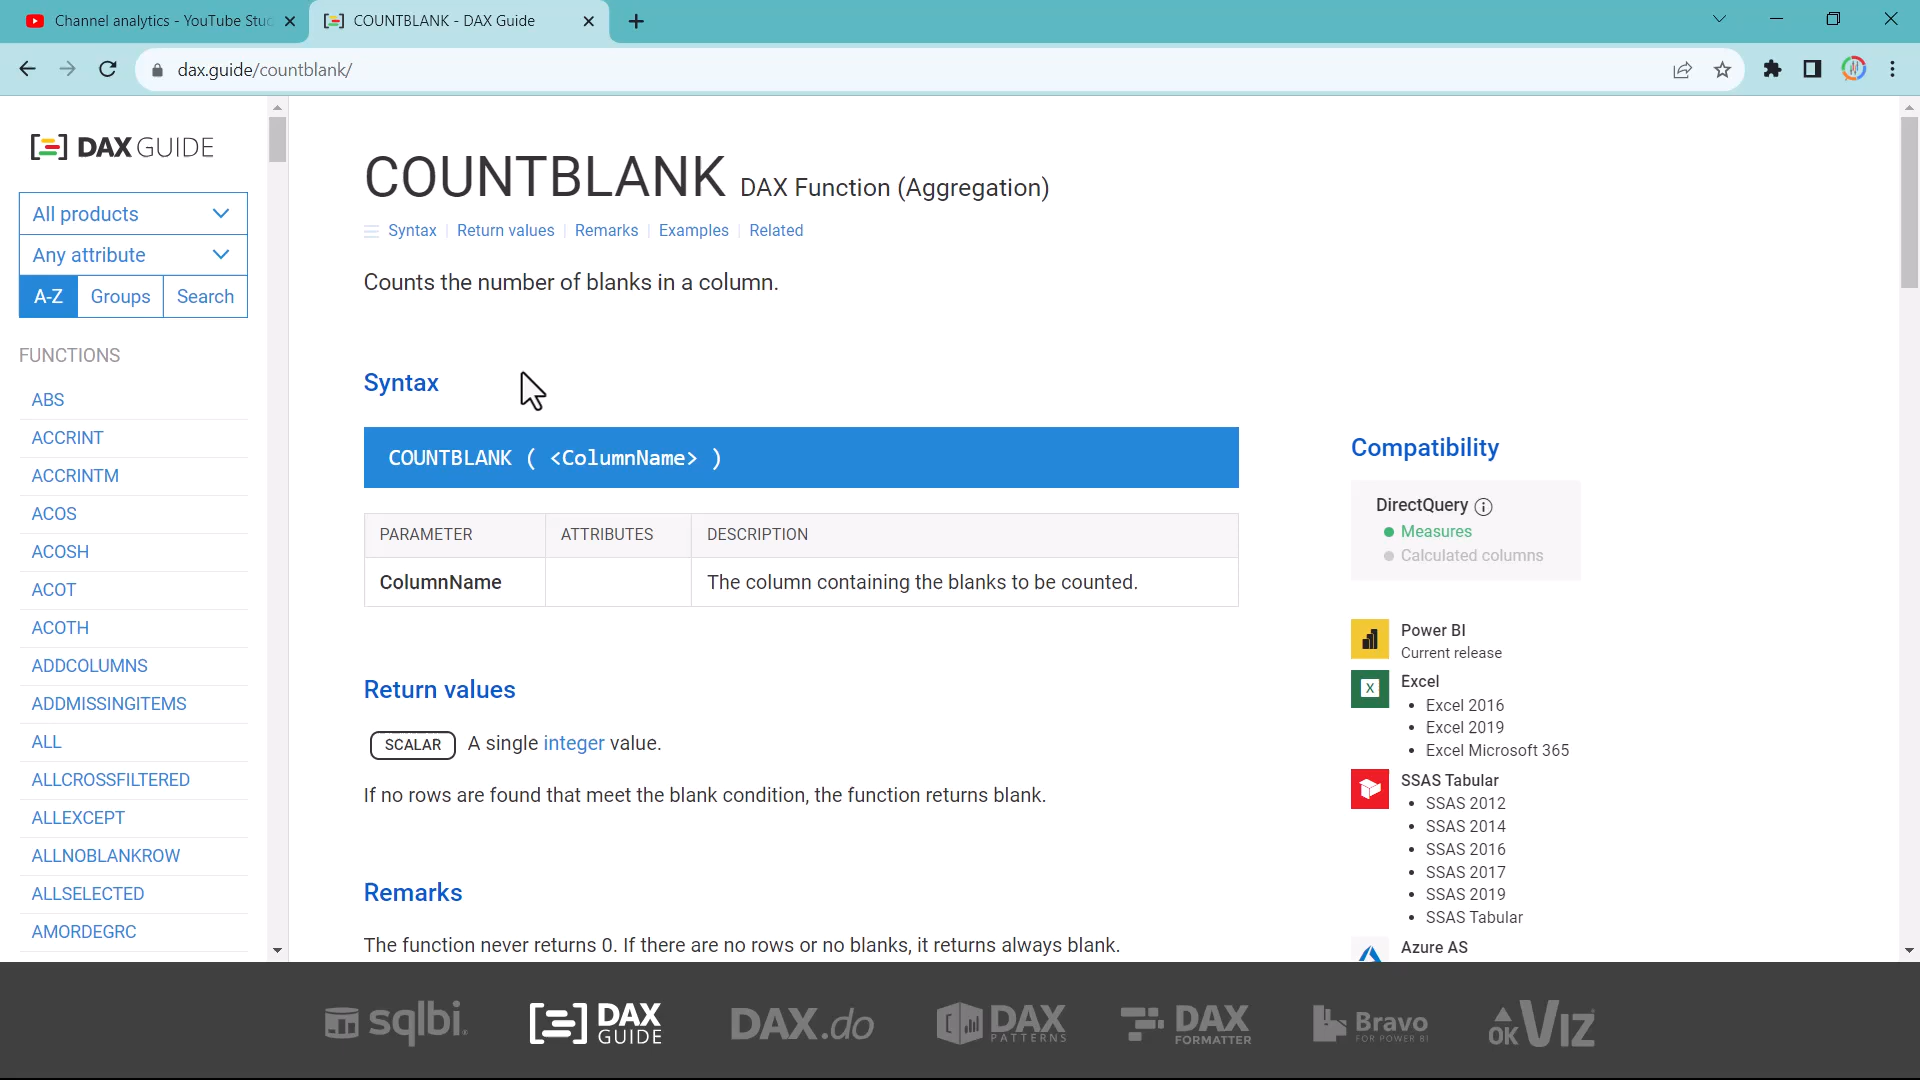 Channel analytics - YouTube Stu
COUNTBLANK - DAX Guide
dax.guide/countblank/
DAX GUIDE
All products
Any attribute
A-Z Groups Search
FUNCTIONS
ABS
ACCRINT
ACCRINTM
ACOS
ACOSH
ACOT
ACOTH
ADDCOLUMNS
ADDMISSINGITEMS
ALL
ALLCROSSFILTERED
ALLEXCEPT
ALLNOBLANKROW
ALLSELECTED
AMORDEGRC
COUNTBLANK DAX Function (Aggregation)
Syntax | Return values | Remarks | Examples | Related
Counts the number of blanks in a column.
Syntax
COUNTBLANK ( <ColumnName> )
PARAMETER ATTRIBUTES DESCRIPTION
ColumnName The column containing the blanks to be counted.
Return values
SCALAR A single integer value.
If no rows are found that meet the blank condition, the function returns blank.
Remarks
The function never returns 0. If there are no rows or no blanks, it returns always blank.
Compatibility
DirectQuery
Measures
Calculated columns
Power BI
Current release
Excel
• Excel 2016
• Excel 2019
• Excel Microsoft 365
SSAS Tabular
• SSAS 2012
• SSAS 2014
• SSAS 2016
• SSAS 2017
• SSAS 2019
• SSAS Tabular
Azure AS
sqlbi.
DAX GUIDE
DAX.do
DAX PATTERNS
DAX FORMATTER
Bravo FOR POWER BI
OK VIZ